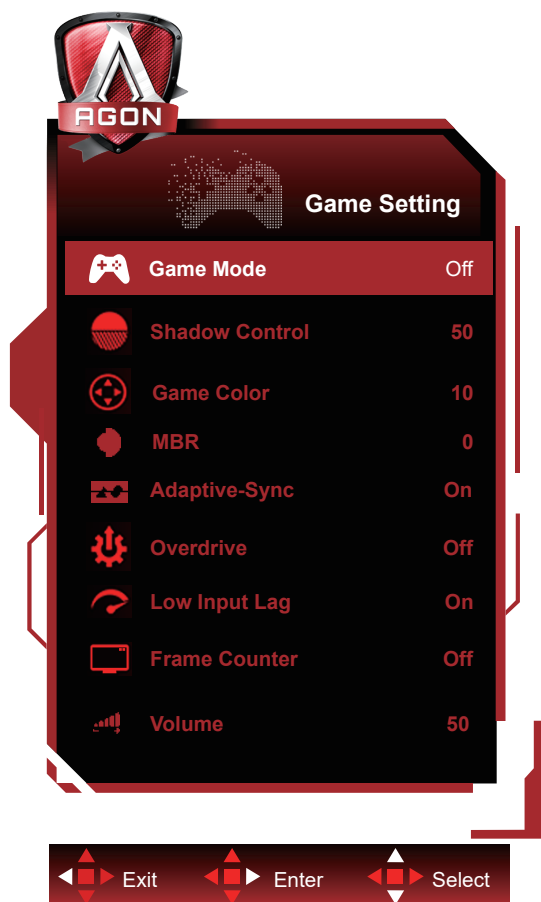 AGON
Game Setting
Game Mode Off
Shadow Control 50
Game Color 10
MBR 0
Adaptive-Sync On
Overdrive Off
Low Input Lag On
Frame Counter Off
Volume 50
Exit Enter Select